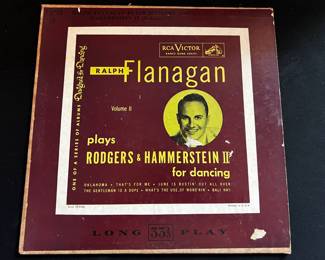 RCA VICTOR
ONE OF A SERIES OF ALBUMS Designed for Dancing
RALPH Flanagan
Volume II
plays
RODGERS & HAMMERSTEIN II
for dancing
OKLAHOMA • THAT'S FOR ME • JUNE IS BUSTIN' OUT ALL OVER
THE GENTLEMAN IS A DOPE • WHAT'S THE USE OF WOND'RIN • BALI HA'I
LONG 33⅓ PLAY